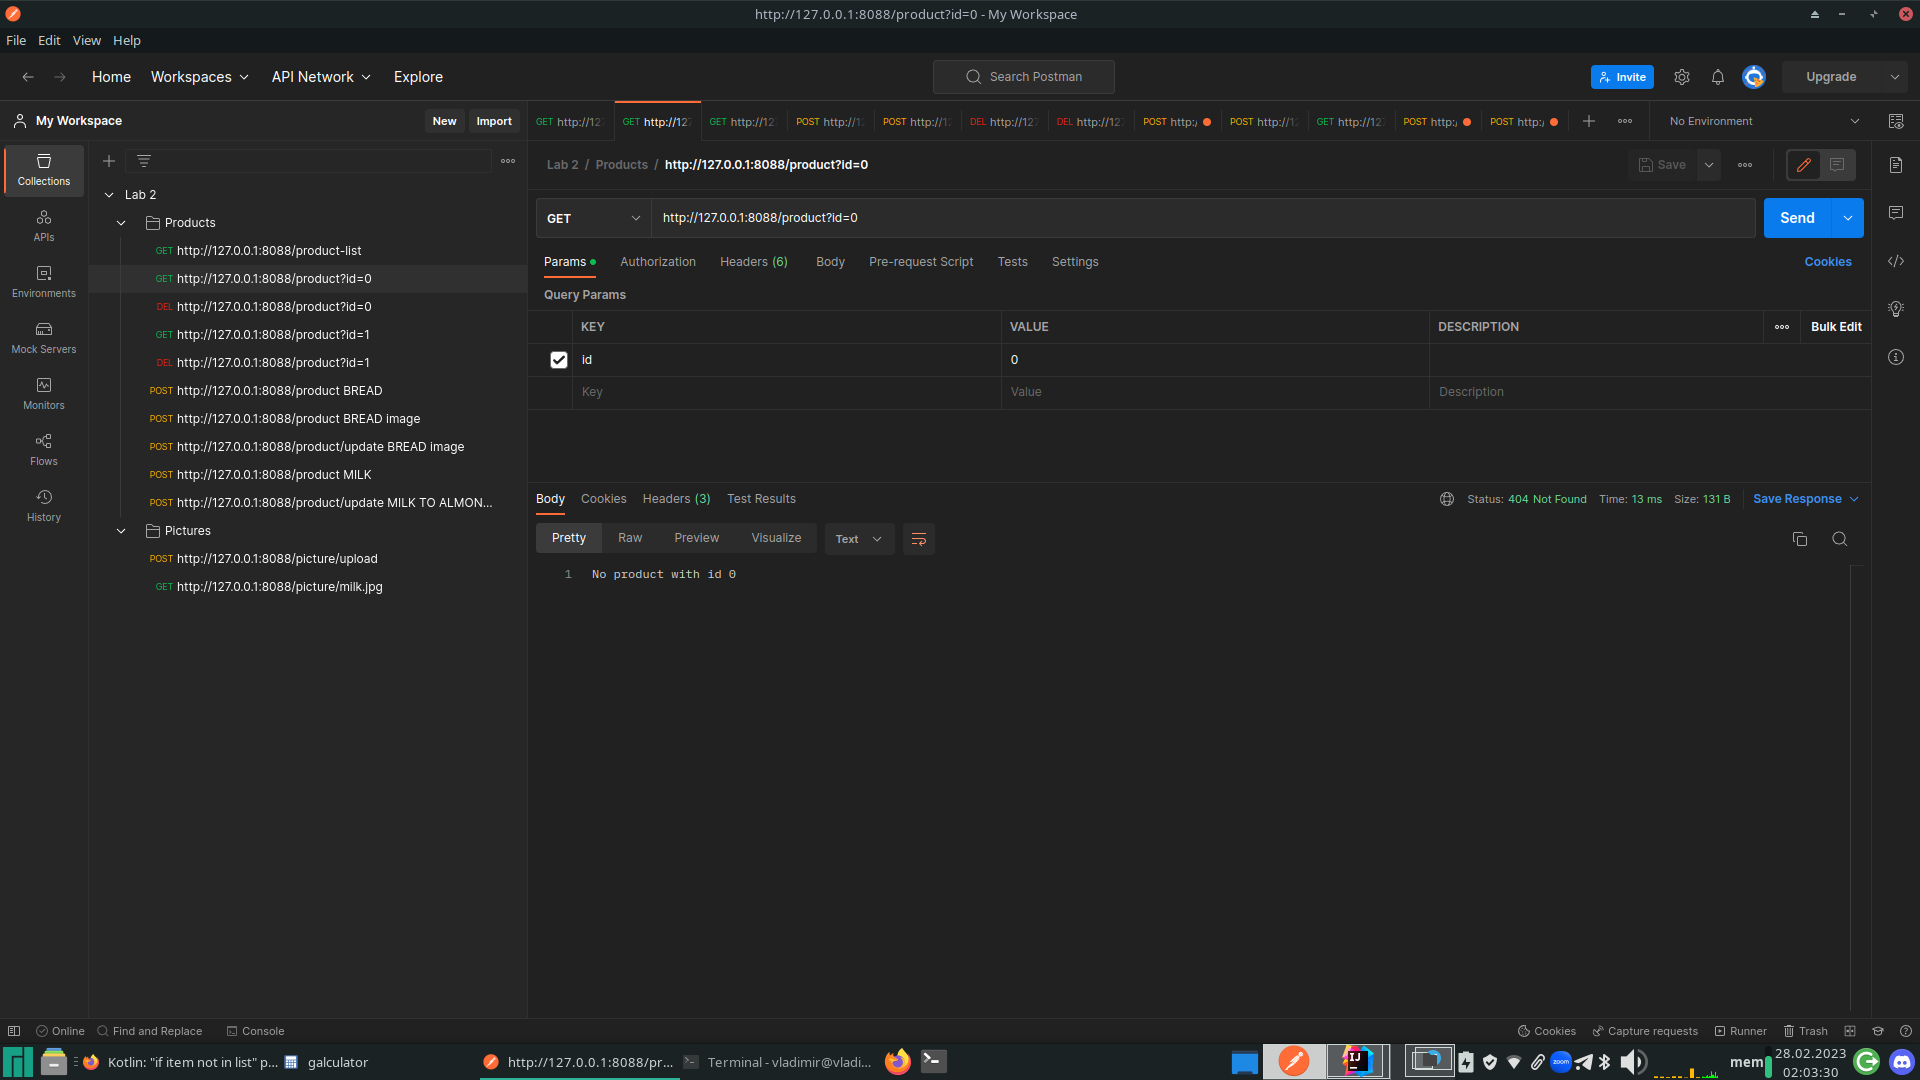 http://127.0.0.1:8088/product?id=0 - My Workspace
File Edit View Help
Home Workspaces API Network Explore
Search Postman
Invite
Upgrade
My Workspace
New Import
GET http://127
GET http://127
GET http://127
POST http://1
POST http://1
DEL http://127
DEL http://127
POST http:/
POST http://1
GET http://127
POST http:/
POST http:/
No Environment
Collections
APIs
Environments
Mock Servers
Monitors
Flows
History
Lab 2
Products
GET http://127.0.0.1:8088/product-list
GET http://127.0.0.1:8088/product?id=0
DEL http://127.0.0.1:8088/product?id=0
GET http://127.0.0.1:8088/product?id=1
DEL http://127.0.0.1:8088/product?id=1
POST http://127.0.0.1:8088/product BREAD
POST http://127.0.0.1:8088/product BREAD image
POST http://127.0.0.1:8088/product/update BREAD image
POST http://127.0.0.1:8088/product MILK
POST http://127.0.0.1:8088/product/update MILK TO ALMON...
Pictures
POST http://127.0.0.1:8088/picture/upload
GET http://127.0.0.1:8088/picture/milk.jpg
Lab 2 / Products / http://127.0.0.1:8088/product?id=0
Save
GET http://127.0.0.1:8088/product?id=0
Send
Params Authorization Headers (6) Body Pre-request Script Tests Settings
Cookies
Query Params
KEY VALUE DESCRIPTION Bulk Edit
id 0
Key Value Description
Body Cookies Headers (3) Test Results
Status: 404 Not Found Time: 13 ms Size: 131 B Save Response
Pretty Raw Preview Visualize Text
1 No product with id 0
Online Find and Replace Console
Cookies Capture requests Runner Trash
Kotlin: "if item not in list" p...
galculator
http://127.0.0.1:8088/pr...
Terminal - vladimir@vladi...
IJ
zoom
mem
28.02.2023
02:03:30